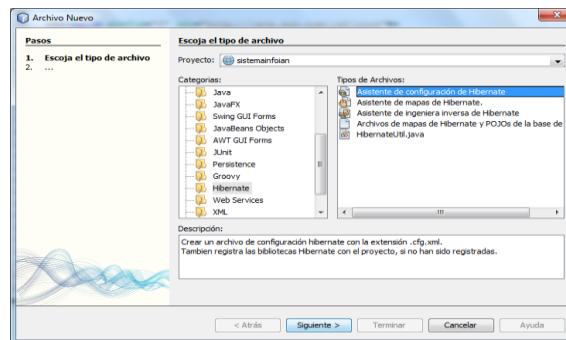 Archivo Nuevo
Pasos
1. Escoja el tipo de archivo
2. ...
Escoja el tipo de archivo
Proyecto: sistemainfoian
Categorías:
Java
JavaFX
Swing GUI Forms
JavaBeans Objects
AWT GUI Forms
JUnit
Persistence
Groovy
Hibernate
Web Services
XML
Tipos de Archivos:
Asistente de configuración de Hibernate
Asistente de mapas de Hibernate.
Asistente de ingeniera inversa de Hibernate
Archivos de mapas de Hibernate y POJOs de la base de
HibernateUtil.java
Descripción:
Crear un archivo de configuración hibernate con la extensión .cfg.xml.
Tambien registra las bibliotecas Hibernate con el proyecto, si no han sido registradas.
< Atrás
Siguiente >
Terminar
Cancelar
Ayuda